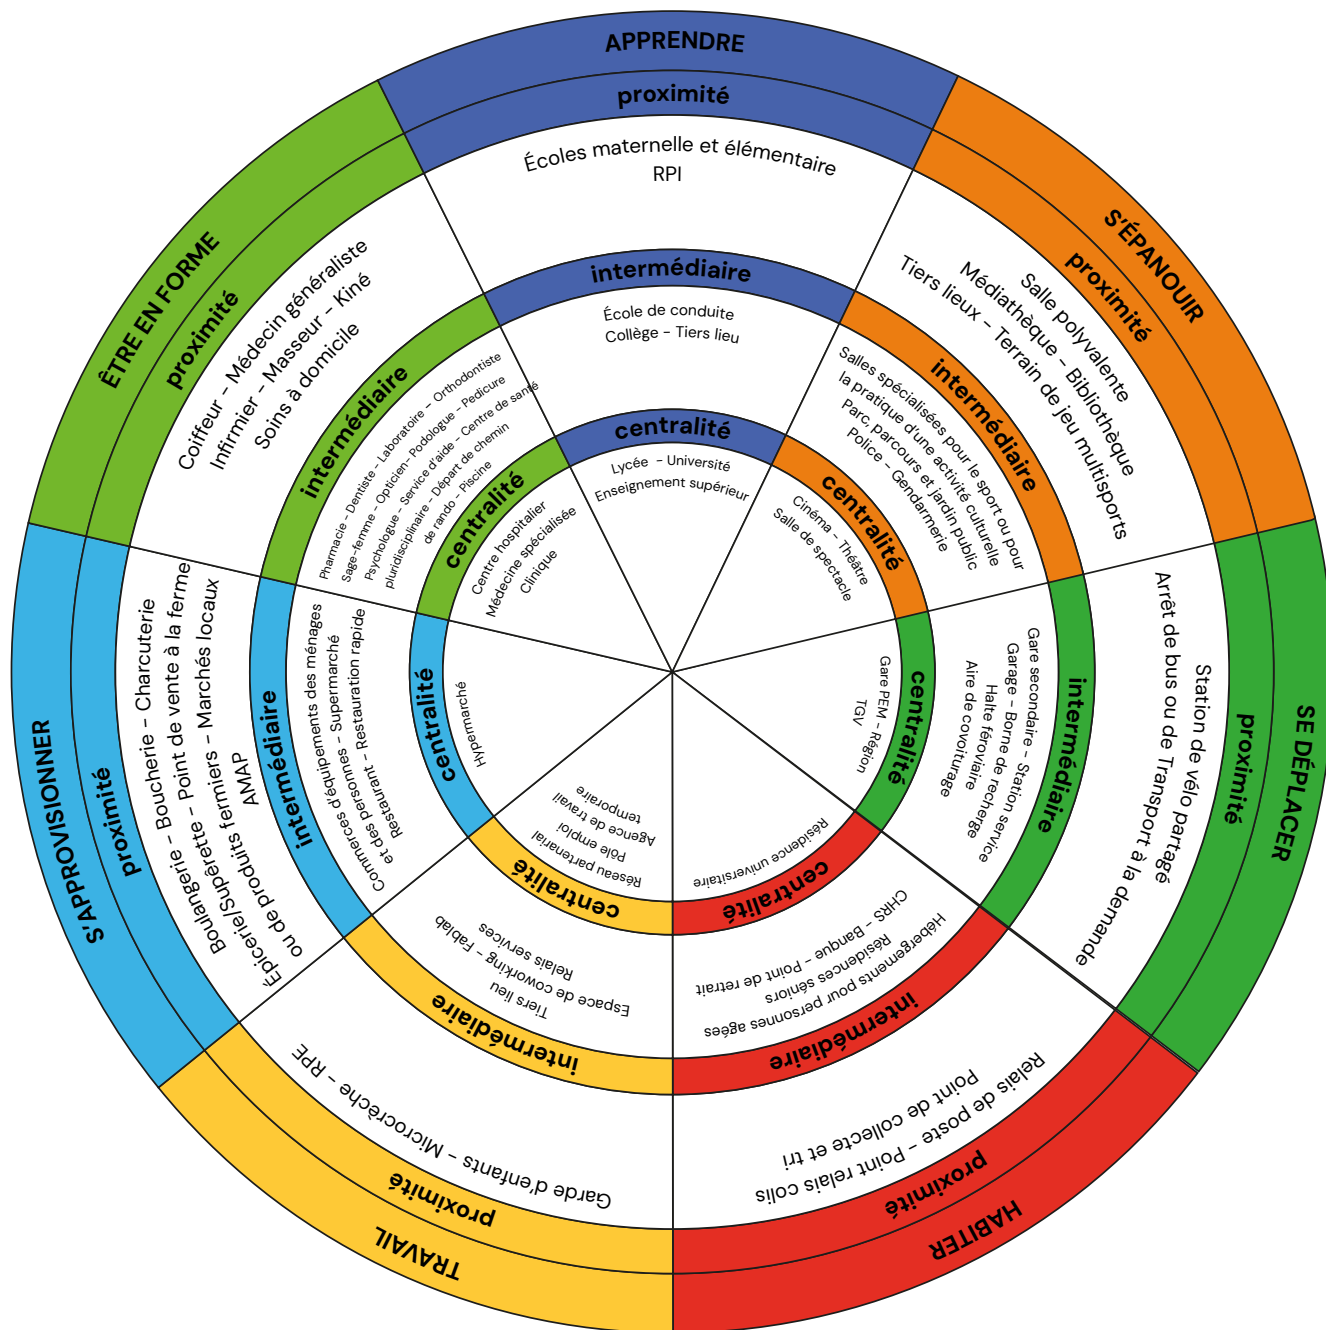 APPRENDRE
proximité
Écoles maternelle et élémentaire
RPI
intermédiaire
École de conduite
Collège - Tiers lieu
centralité
Lycée - Université
Enseignement supérieur
S'ÉPANOUIR
proximité
Salle polyvalente
Médiathèque - Bibliothèque
Tiers lieux - Terrain de jeu multisports
intermédiaire
Salles spécialisées pour le sport ou pour
la pratique d'une activité culturelle
Parc, parcours et jardin public
Police - Gendarmerie
centralité
Cinéma - Théâtre
Salle de spectacle
SE DÉPLACER
proximité
Station de vélo partagé
Arrêt de bus ou de Transport à la demande
intermédiaire
Gare secondaire - Station service
Garage - Borne de recherge
Halte féroviaire
Aire de covoiturage
centralité
Gare PEM - Région
TGV
HABITER
proximité
Relais de poste - Point relais colis
Point de collecte et tri
intermédiaire
Hébergements pour personnes agées
Résidences séniors
CHRS - Banque - Point de retrait
centralité
Résidence universitaire
TRAVAIL
proximité
Garde d'enfants - Microcrèche - RPE
intermédiaire
Tiers lieu
Espace de coworking - Fablab
Relais services
centralité
Réseau partenarial
Pôle emploi
Agence de travail
temporaire
S'APPROVISIONNER
proximité
Boulangerie - Boucherie - Charcuterie
Épicerie/Supérette - Point de vente à la ferme
ou de produits fermiers - Marchés locaux
AMAP
intermédiaire
Commerces d'équipements des ménages
et des personnes - Supermarché
Restaurant - Restauration rapide
centralité
Hypemarché
ÊTRE EN FORME
proximité
Coiffeur - Médecin généraliste
Infirmier - Masseur - Kiné
Soins à domicile
intermédiaire
Pharmacie - Dentiste - Laboratoire - Orthodontiste
Sage-femme - Opticien - Podologue - Pedicure
Psychologue - Service d'aide - Centre de santé
pluridisciplinaire - Départ de chemin
de rando - Piscine
centralité
Centre hospitalier
Médecine spécialisée
Clinique